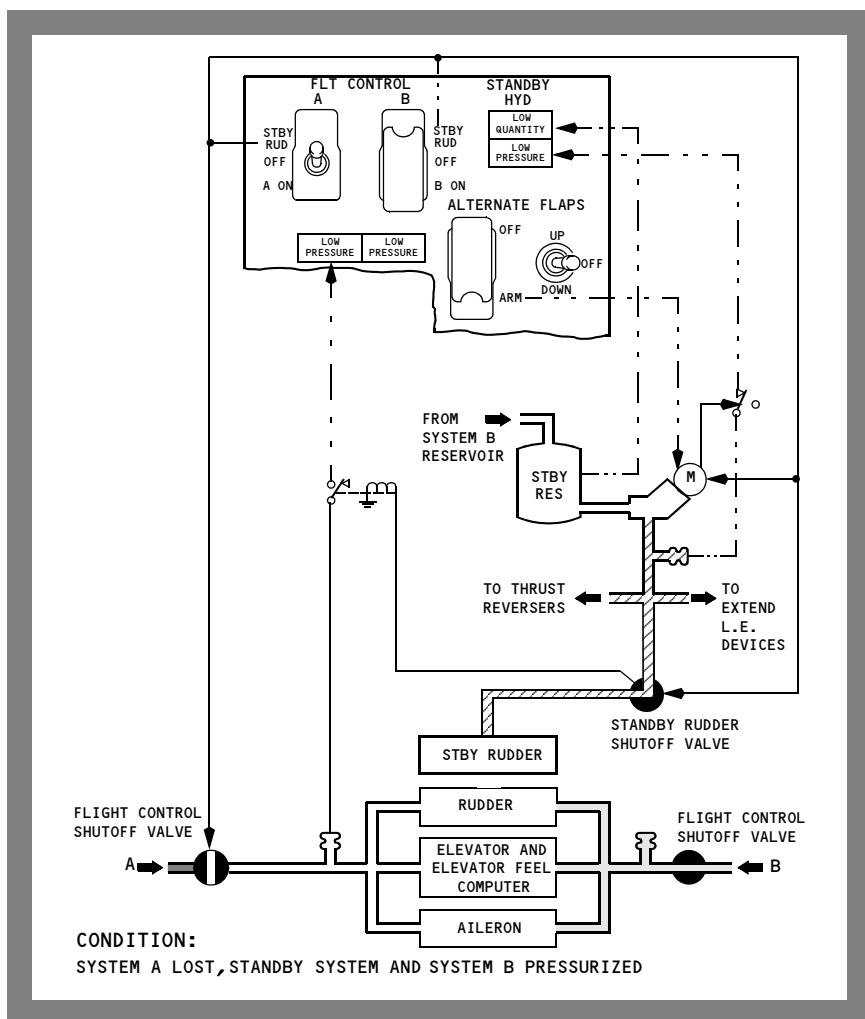 FLT CONTROL
A
B
STANDBY
HYD
LOW
QUANTITY
LOW
PRESSURE
STBY
RUD
OFF
A ON
STBY
RUD
OFF
B ON
ALTERNATE FLAPS
OFF
ARM
UP
OFF
DOWN
LOW
PRESSURE
LOW
PRESSURE
FROM
SYSTEM B
RESERVOIR
STBY
RES
M
TO THRUST
REVERSERS
TO
EXTEND
L.E.
DEVICES
STANDBY RUDDER
SHUTOFF VALVE
STBY RUDDER
RUDDER
ELEVATOR AND
ELEVATOR FEEL
COMPUTER
AILERON
FLIGHT CONTROL
SHUTOFF VALVE
A
FLIGHT CONTROL
SHUTOFF VALVE
B
CONDITION:
SYSTEM A LOST, STANDBY SYSTEM AND SYSTEM B PRESSURIZED